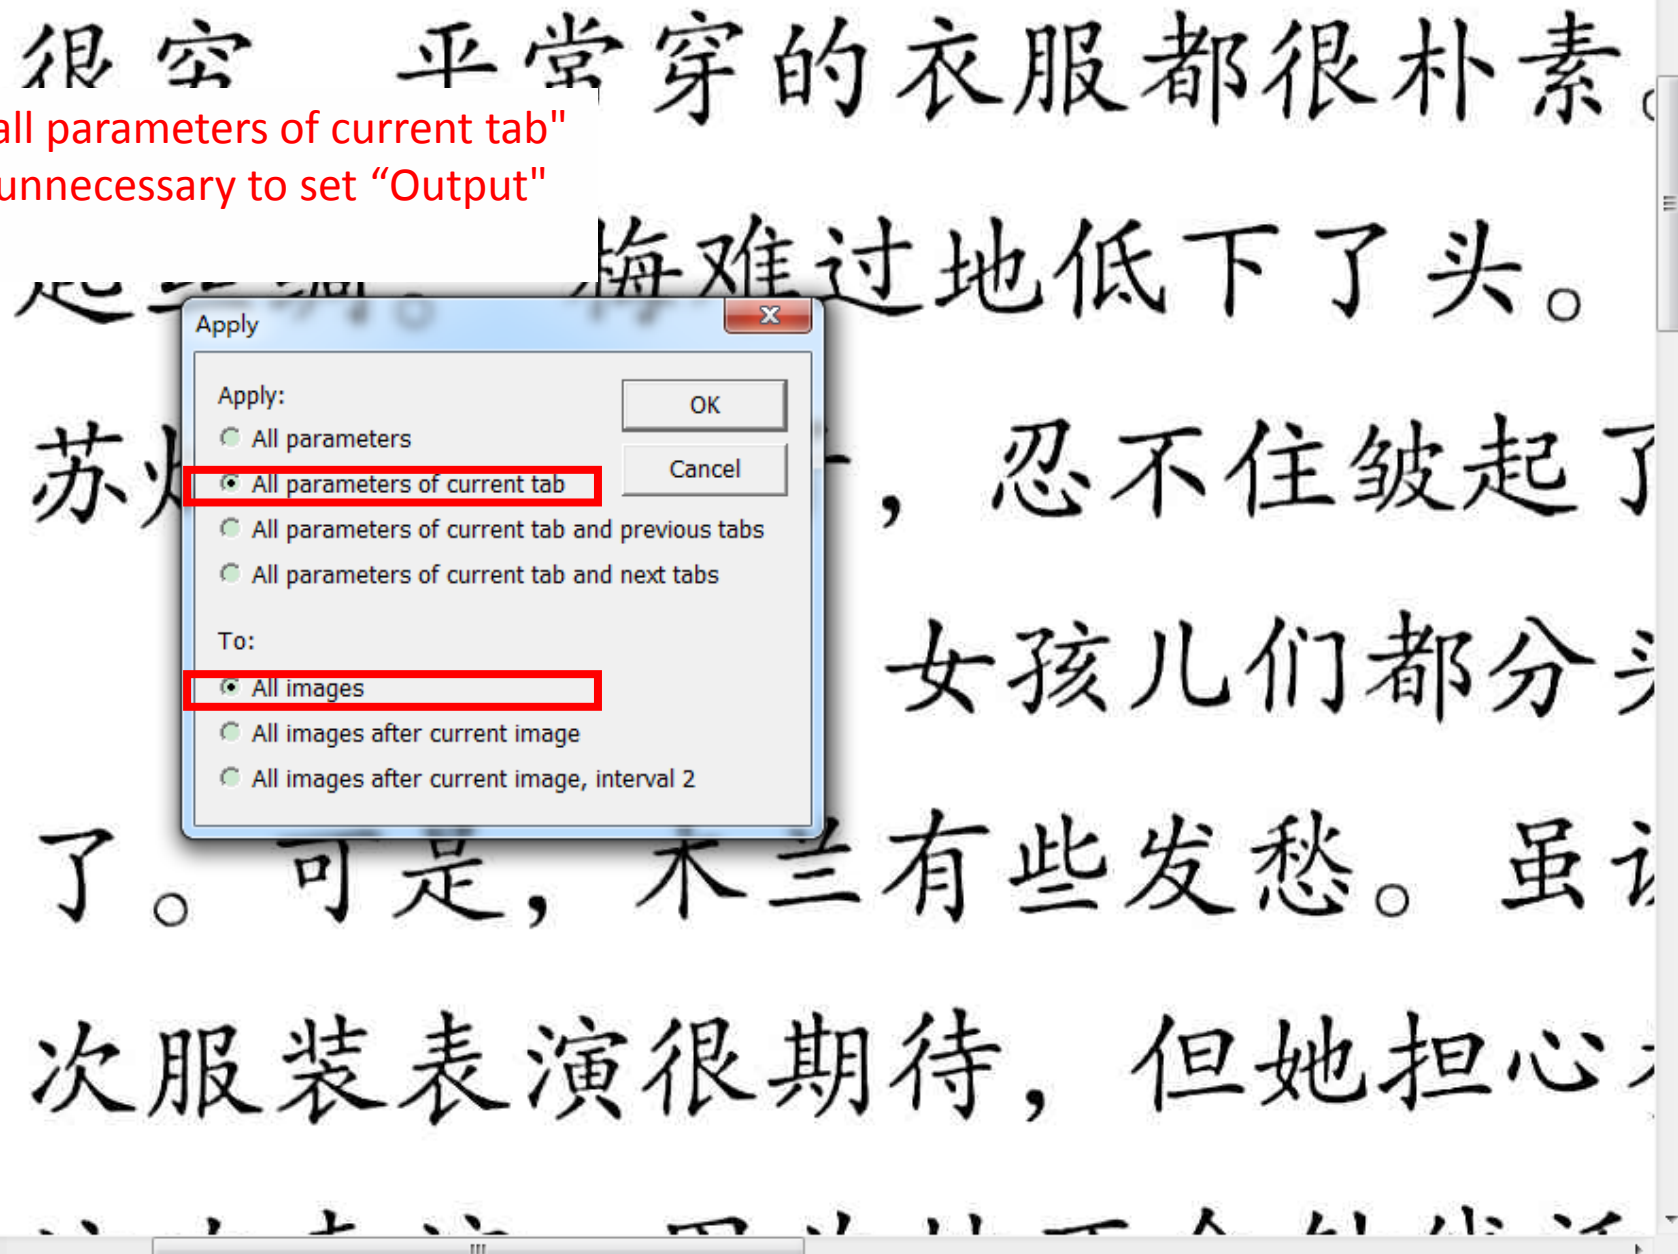 很穷 平常穿的衣服都很朴素。
all parameters of current tab"
unnecessary to set “Output"
梅难过地低下了头。
Apply
Apply:
OK
All parameters
Cancel
All parameters of current tab
All parameters of current tab and previous tabs
All parameters of current tab and next tabs
To:
All images
All images after current image
All images after current image, interval 2
苏
，忍不住皱起了
女孩儿们都分头
了。可是，木兰有些发愁。虽说
次服装表演很期待，但她担心